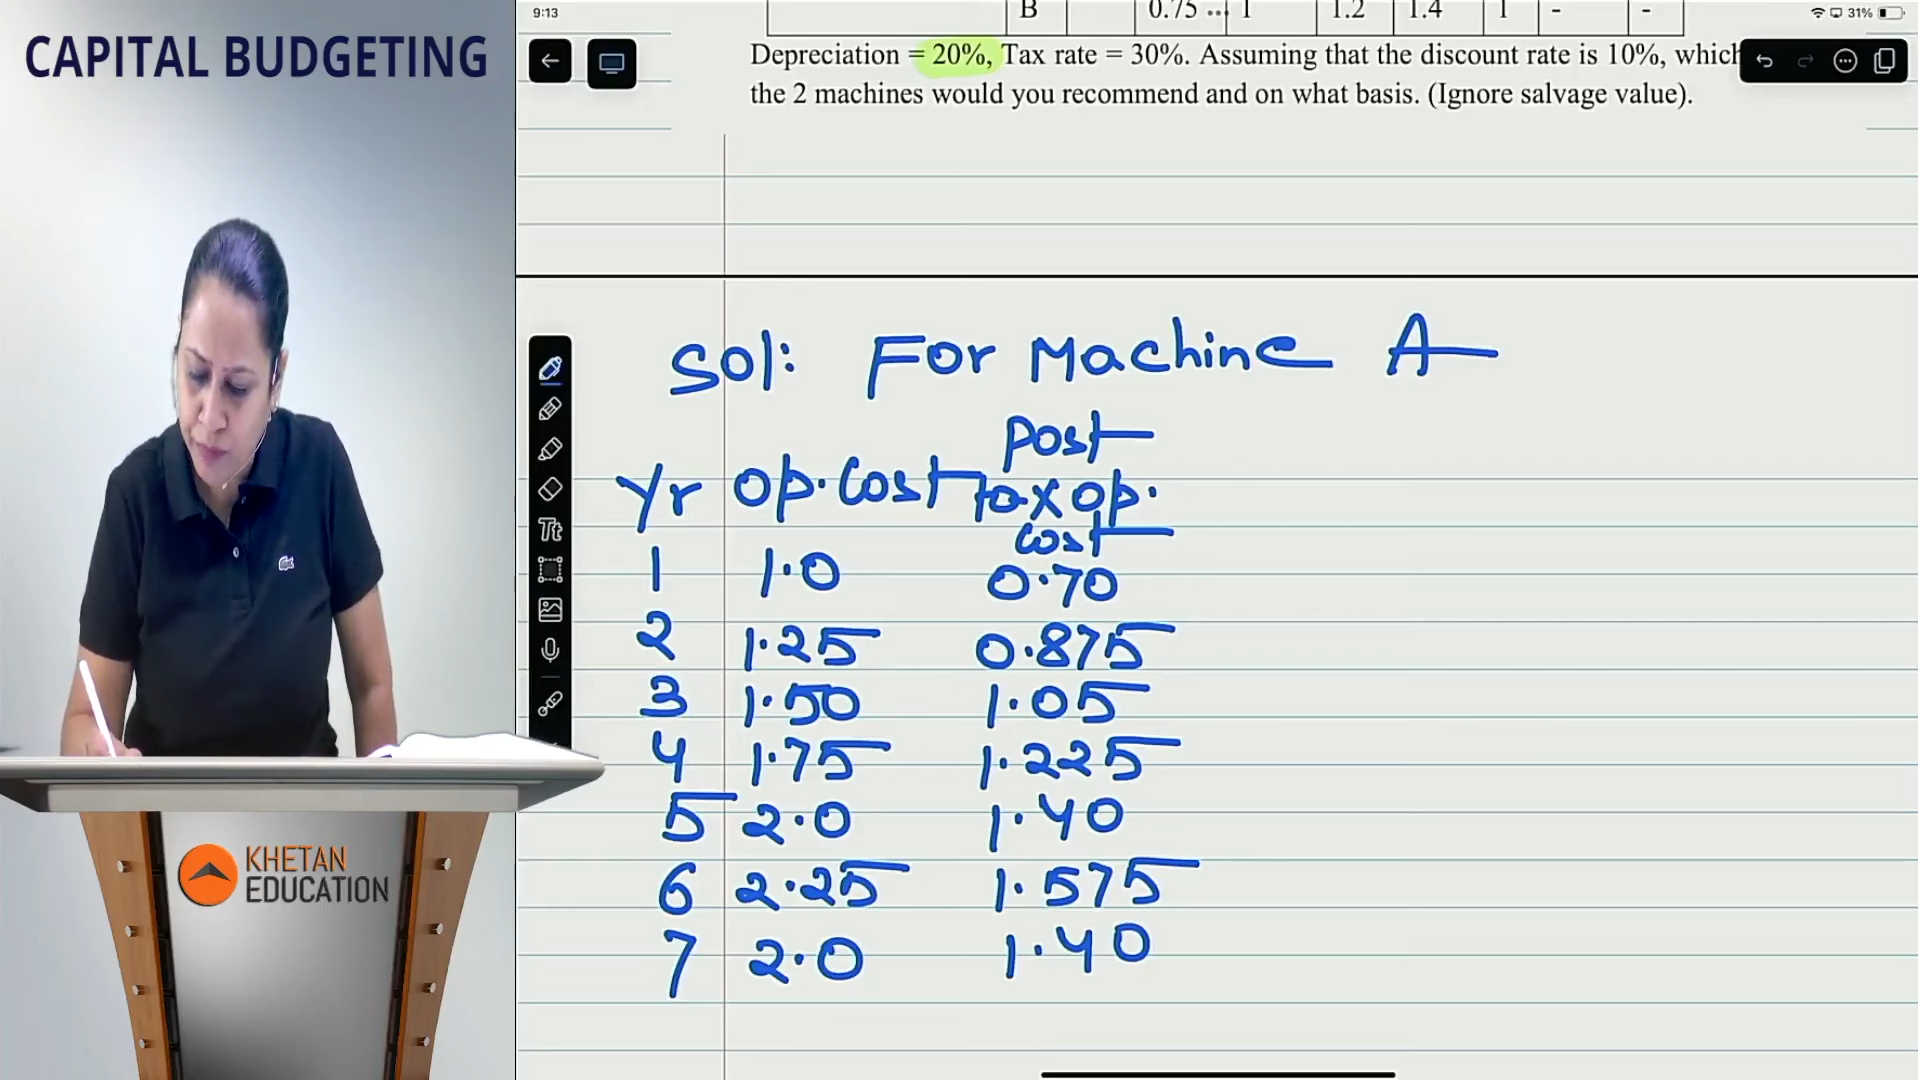 CAPITAL BUDGETING
9:13
31%
B 0.75 ... 1 1.2 1.4 1 - -
Depreciation = 20%, Tax rate = 30%. Assuming that the discount rate is 10%, which
the 2 machines would you recommend and on what basis. (Ignore salvage value).
Sol: For Machine A
Yr Op. Cost Post Tax Op. Cost
1 1.0 0.70
2 1.25 0.875
3 1.50 1.05
4 1.75 1.225
5 2.0 1.40
6 2.25 1.575
7 2.0 1.40
Tt
KHETAN
EDUCATION